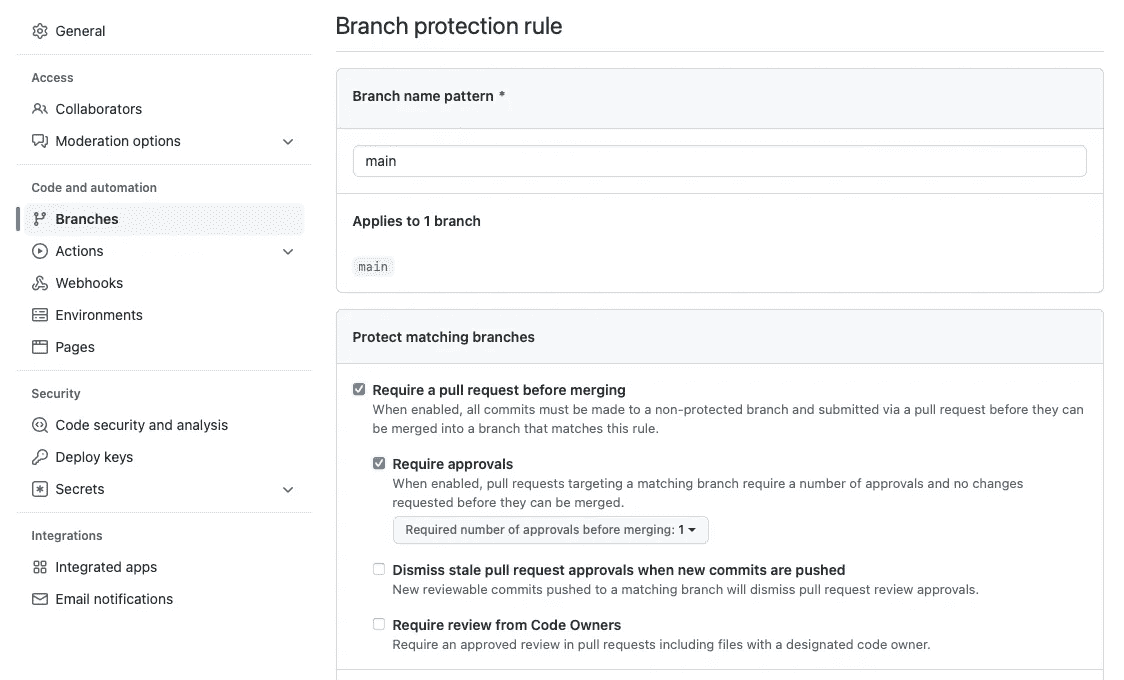 General
Access
Collaborators
Moderation options
Code and automation
Branches
Actions
Webhooks
Environments
Pages
Security
Code security and analysis
Deploy keys
Secrets
Integrations
Integrated apps
Email notifications
Branch protection rule
Branch name pattern *
main
Applies to 1 branch
main
Protect matching branches
Require a pull request before merging
When enabled, all commits must be made to a non-protected branch and submitted via a pull request before they can
be merged into a branch that matches this rule.
Require approvals
When enabled, pull requests targeting a matching branch require a number of approvals and no changes
requested before they can be merged.
Required number of approvals before merging: 1
Dismiss stale pull request approvals when new commits are pushed
New reviewable commits pushed to a matching branch will dismiss pull request review approvals.
Require review from Code Owners
Require an approved review in pull requests including files with a designated code owner.